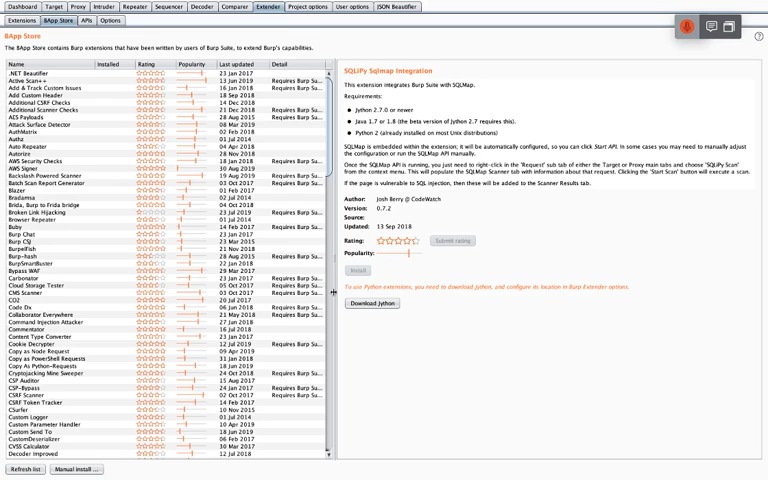 Dashboard Target Proxy Intruder Repeater Sequencer Decoder Comparer Extender Project options User options JSON Beautifier
Extensions BApp Store APIs Options
BApp Store
The BApp Store contains Burp extensions that have been written by users of Burp Suite, to extend Burp's capabilities.
Name Installed Rating Popularity Last updated Detail
.NET Beautifier 23 Jan 2017
Active Scan++ 13 Jun 2019 Requires Burp Su...
Add & Track Custom Issues 16 Jan 2018 Requires Burp Su...
Add Custom Header 18 Sep 2018
Additional CSRF Checks 14 Dec 2018
Additional Scanner Checks 21 Dec 2018 Requires Burp Su...
AES Payloads 28 Aug 2015 Requires Burp Su...
Attack Surface Detector 08 Mar 2019
AuthMatrix 02 Feb 2018
Authz 01 Jul 2014
Auto Repeater 04 Apr 2018
Autorize 28 Nov 2018
AWS Security Checks 18 Jan 2018 Requires Burp Su...
AWS Signer 30 Aug 2019
Backslash Powered Scanner 23 Jan 2019 Requires Burp Su...
Batch Scan Report Generator 03 Oct 2017 Requires Burp Su...
Blazer 01 Feb 2017
Bradamsa 02 Jul 2014
Brida, Burp to Frida bridge 04 Oct 2018
Broken Link Hijacking 23 Jul 2019 Requires Burp Su...
Browser Repeater 01 Jul 2014
Buby 14 Feb 2017 Requires Burp Su...
Burp Chat 23 Jan 2017
Burp CSJ 23 Mar 2015
Burpelfish 21 Nov 2018
Burp-hash 28 Aug 2015 Requires Burp Su...
BurpSmartBuster 22 Jan 2018
Bypass WAF 29 Mar 2017
Carbonator 23 Jan 2017 Requires Burp Su...
Cloud Storage Tester 05 Oct 2017 Requires Burp Su...
CMS Scanner 03 Oct 2017 Requires Burp Su...
CO2 20 Jul 2017
Code Dx 06 Jun 2018 Requires Burp Su...
Collaborator Everywhere 21 May 2018 Requires Burp Su...
Command Injection Attacker 27 Jun 2018
Commentator 16 Jul 2018
Content Type Converter 23 Jan 2017
Cookie Decrypter 12 Jul 2019 Requires Burp Su...
Copy as Node Request 09 Apr 2019
Copy as PowerShell Requests 31 Jan 2018
Copy As Python-Requests 18 Jun 2019
Cryptojacking Mine Sweeper 24 Oct 2018 Requires Burp Su...
CSP Auditor 15 Aug 2017
CSP-Bypass 24 Jan 2017 Requires Burp Su...
CSRF Scanner 02 Oct 2017 Requires Burp Su...
CSRF Token Tracker 14 Feb 2017
CSurfer 10 Nov 2015
Custom Logger 01 Jul 2014
Custom Parameter Handler 10 Apr 2019
Custom Send To 18 Jun 2019
CustomDeserializer 06 Feb 2017
CVSS Calculator 30 Mar 2017
Decoder Improved 12 Jul 2018
Refresh list Manual install ...
SQLiPy Sqlmap Integration
This extension integrates Burp Suite with SQLMap.
Requirements:
• Jython 2.7.0 or newer
• Java 1.7 or 1.8 (the beta version of Jython 2.7 requires this).
• Python 2 (already installed on most Unix distributions)
SQLMap is embedded within the extension; it will be automatically configured, so you can click Start API. In some cases you may need to manually adjust
the configuration or run the SQLMap API manually.
Once the SQLMap API is running, you just need to right-click in the 'Request' sub tab of either the Target or Proxy main tabs and choose 'SQLiPy Scan'
from the context menu. This will populate the SQLMap Scanner tab with information about that request. Clicking the 'Start Scan' button will execute a scan.
If the page is vulnerable to SQL injection, then these will be added to the Scanner Results tab.
Author: Josh Berry @ CodeWatch
Version: 0.7.2
Source:
Updated: 13 Sep 2018
Rating: Submit rating
Popularity:
Install
To use Python extensions, you need to download Jython, and configure its location in Burp Extender options.
Download Jython